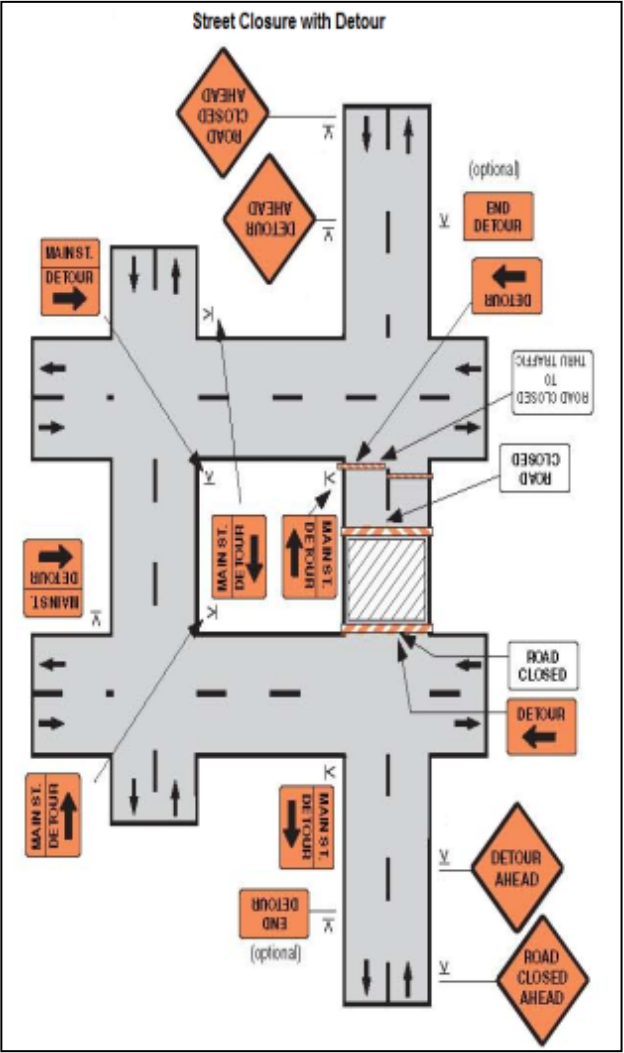 Street Closure with Detour
ROAD
CLOSED
AHEAD
DETOUR
AHEAD
(optional)
END
DETOUR
MAIN ST.
DETOUR
DETOUR
ROAD CLOSED
TO
THRU TRAFFIC
ROAD
CLOSED
MAIN ST.
DETOUR
MAIN ST.
DETOUR
MAIN ST.
DETOUR
ROAD
CLOSED
DETOUR
MAIN ST.
DETOUR
MAIN ST.
DETOUR
DETOUR
AHEAD
END
DETOUR
(optional)
ROAD
CLOSED
AHEAD